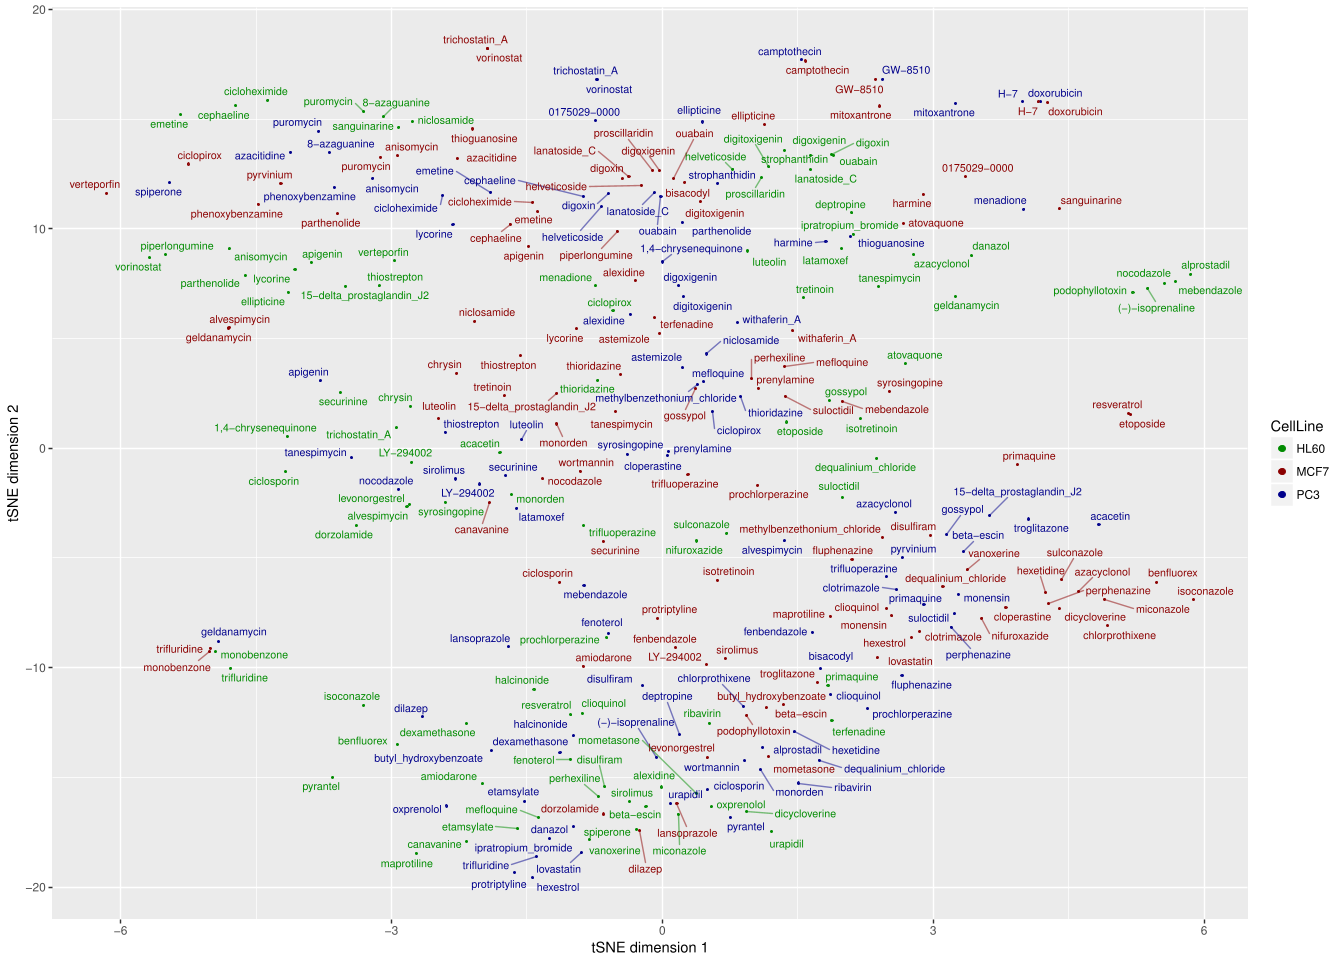 20
trichostatin_A
vorinostat
camptothecin
camptothecin
trichostatin_A
vorinostat
GW-8510
GW-8510
cicloheximide
cephaeline
emetine
puromycin
8-azaguanine
niclosamide
sanguinarine
0175029-0000
ellipticine
ellipticine
mitoxantrone
mitoxantrone
H-7
doxorubicin
H-7
doxorubicin
puromycin
8-azaguanine
thioguanosine
proscillaridin
ouabain
digitoxigenin
digoxigenin
digoxin
ciclopirox
azacitidine
anisomycin
puromycin
azacitidine
lanatoside_C
digoxigenin
helveticoside
strophanthidin
ouabain
verteporfin
spiperone
pyrvinium
phenoxybenzamine
anisomycin
emetine
cephaeline
digoxin
helveticoside
strophanthidin
bisacodyl
proscillaridin
lanatoside_C
0175029-0000
phenoxybenzamine
parthenolide
cicloheximide
cicloheximide
digoxin
lanatoside_C
digitoxigenin
deptropine
harmine
menadione
sanguinarine
10
lycorine
cephaeline
emetine
helveticoside
ouabain
parthenolide
ipratropium_bromide
atovaquone
piperlongumine
vorinostat
anisomycin
apigenin
verteporfin
apigenin
piperlongumine
1,4-chrysenequinone
luteolin
harmine
thioguanosine
latamoxef
azacylonazol
danazol
parthenolide
lycorine
thiostrepton
ellipticine
15-delta_prostaglandin_J2
menadione
alexidine
digoxigenin
tretinoin
tanespimycin
geldanamycin
nocodazole
alprostadil
podophyllotoxin
mebendazole
(-)-isoprenaline
ciclopirox
digitoxigenin
alvespimycin
geldanamycin
niclosamide
alexidine
terfenadine
withaferin_A
lycorine
astemizole
niclosamide
withaferin_A
apigenin
securinine
chrysin
chrysin
thiostrepton
thioridazine
astemizole
perhexiline
mefloquine
atovaquone
tretinoin
thioridazine
mefloquine
prenylamine
syrosingopine
luteolin
15-delta_prostaglandin_J2
methylbenzethonium_chloride
gossypol
mebendazole
suloctidil
resveratrol
etoposide
1,4-chrysenequinone
trichostatin_A
thiostrepton
luteolin
tanespimycin
gossypol
thioridazine
ciclopirox
etoposide
isotretinoin
0
tanespimycin
LY-294002
acacetin
monorden
syrosingopine
prenylamine
ciclosporin
nocodazole
sirolimus
securinine
wortmannin
cloperastine
dequalinium_chloride
primaquine
levonorgestrel
LY-294002
nocodazole
trifluoperazine
prochlorperazine
suloctidil
alvespimycin
syrosingopine
monorden
dorzolamide
canavanine
latamoxef
azacyclonol
15-delta_prostaglandin_J2
gossypol
troglitazone
acacetin
trifluoperazine
securinine
sulconazole
nifuroxazide
methylbenzethonium_chloride
disulfiram
beta-escin
alvespimycin
fluphenazine
pyrvinium
vanoxerine
sulconazole
ciclosporin
mebendazole
isotretinoin
trifluoperazine
dequalinium_chloride
hexetidine
azacyclonol
benfluorex
clotrimazole
primaquine
monensin
perphenazine
isoconazole
miconazole
protriptyline
maprotiline
clioquinol
suloctidil
cloperastine
dicycloverine
fenoterol
monensin
nifuroxazide
chlorprothixene
geldanamycin
trifluridine
monobenzone
monobenzone
trifluridine
lansoprazole
prochlorperazine
fenbendazole
fenbendazole
hexestrol
clotrimazole
perphenazine
−10
amiodarone
LY-294002
sirolimus
bisacodyl
lovastatin
halcinonide
disulfiram
chlorprothixene
troglitazone
primaquine
fluphenazine
isoconazole
dilazep
resveratrol
clioquinol
deptropine
butyl_hydroxybenzoate
clioquinol
dexamethasone
halcinonide
(-)-isoprenaline
ribavirin
beta-escin
prochlorperazine
benfluorex
dexamethasone
mometasone
podophyllotoxin
terfenadine
butyl_hydroxybenzoate
fenoterol
disulfiram
levonorgestrel
alprostadil
hexetidine
pyrantel
amiodarone
perhexiline
alexidine
wortmannin
mometasone
dequalinium_chloride
etamsylate
sirolimus
urapidil
ciclosporin
monorden
ribavirin
oxprenolol
mefloquine
dorzolamide
beta-escin
oxprenolol
dicycloverine
etamsylate
danazol
spiperone
lansoprazole
pyrantel
canavanine
ipratropium_bromide
vanoxerine
miconazole
urapidil
maprotiline
trifluridine
lovastatin
dilazep
protriptyline
hexestrol
−20
−6
−3
0
3
6
tSNE dimension 1
tSNE dimension 2
CellLine
HL60
MCF7
PC3